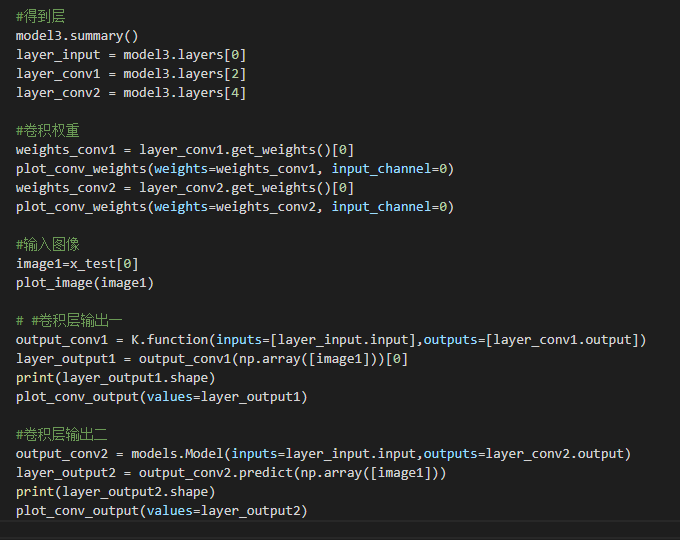 #得到层
model3.summary()
layer_input = model3.layers[0]
layer_conv1 = model3.layers[2]
layer_conv2 = model3.layers[4]
#卷积权重
weights_conv1 = layer_conv1.get_weights()[0]
plot_conv_weights(weights=weights_conv1, input_channel=0)
weights_conv2 = layer_conv2.get_weights()[0]
plot_conv_weights(weights=weights_conv2, input_channel=0)
#输入图像
image1=x_test[0]
plot_image(image1)
# #卷积层输出一
output_conv1 = K.function(inputs=[layer_input.input],outputs=[layer_conv1.output])
layer_output1 = output_conv1(np.array([image1]))[0]
print(layer_output1.shape)
plot_conv_output(values=layer_output1)
#卷积层输出二
output_conv2 = models.Model(inputs=layer_input.input,outputs=layer_conv2.output)
layer_output2 = output_conv2.predict(np.array([image1]))
print(layer_output2.shape)
plot_conv_output(values=layer_output2)